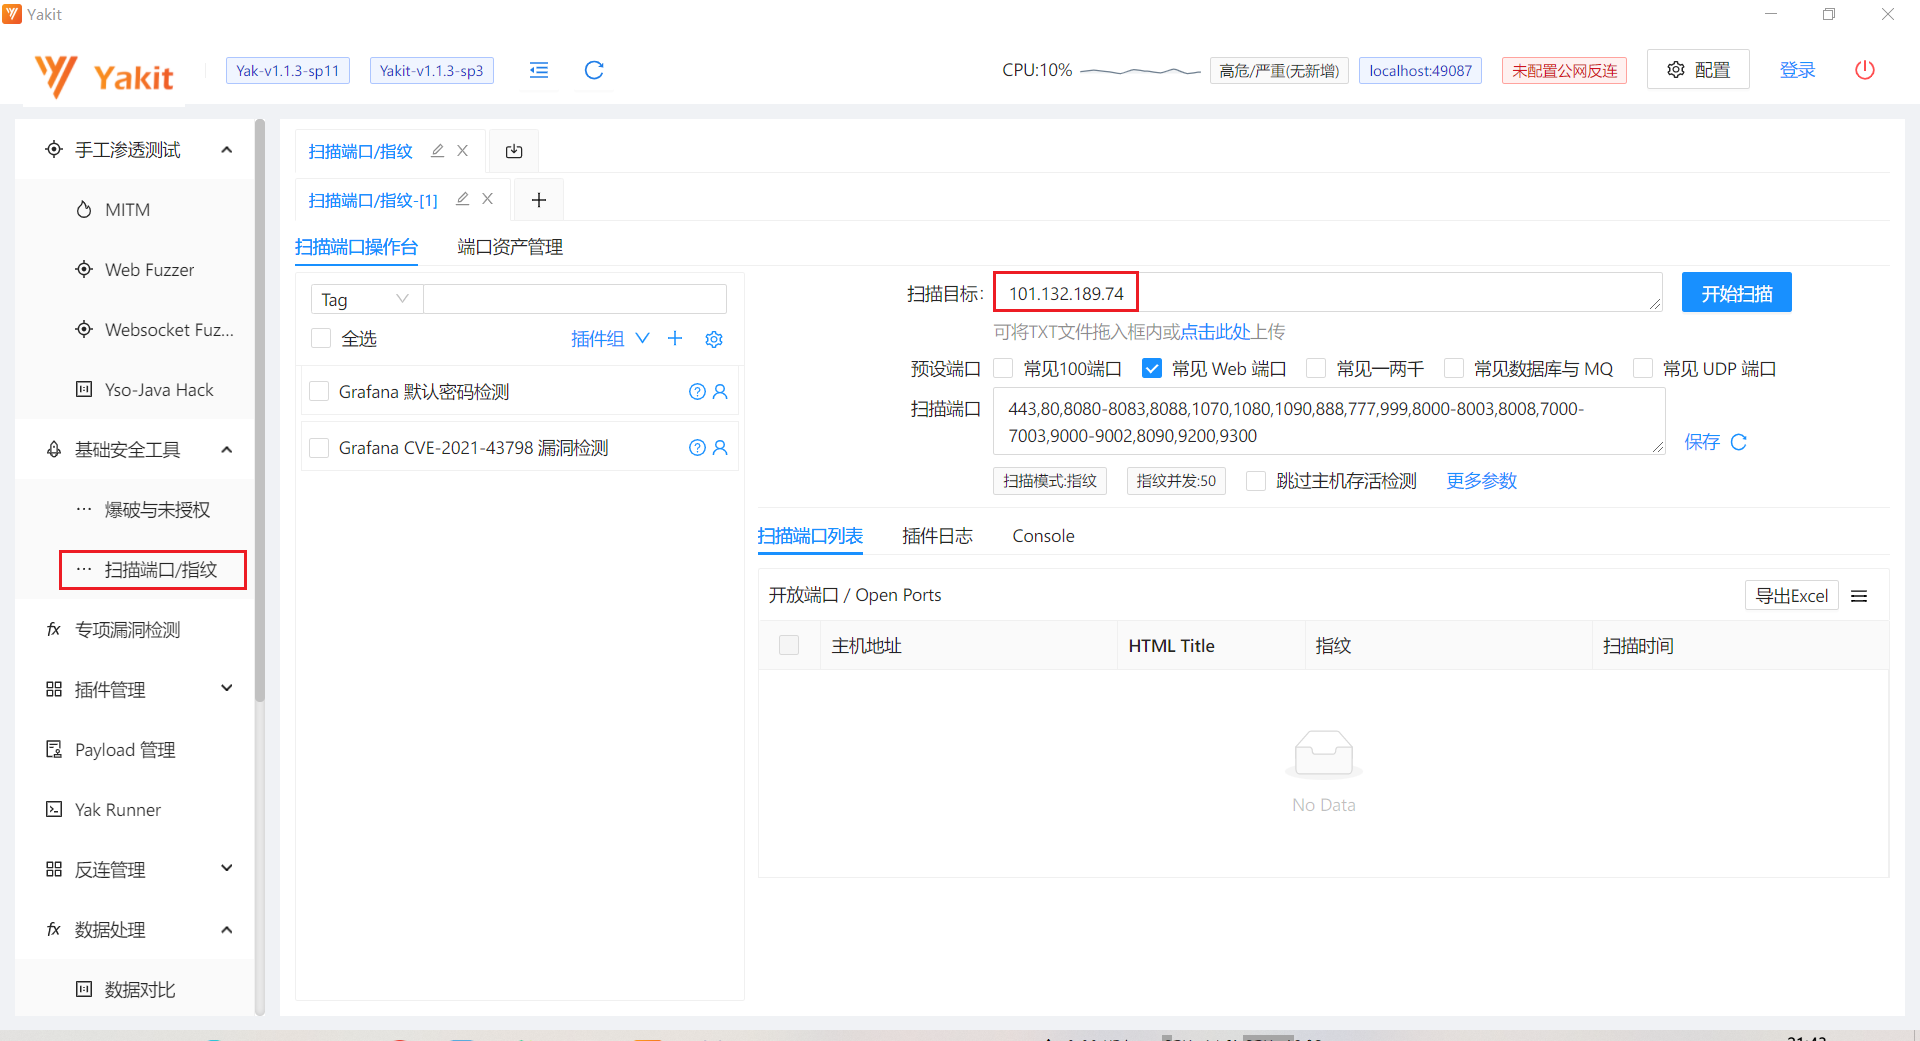 Yakit
Yakit
Yak-v1.1.3-sp11
Yakit-v1.1.3-sp3
CPU:10%
高危/严重(无新增)
localhost:49087
未配置公网反连
配置
登录
手工渗透测试
MITM
Web Fuzzer
Websocket Fuz...
Yso-Java Hack
基础安全工具
爆破与未授权
扫描端口/指纹
专项漏洞检测
插件管理
Payload 管理
Yak Runner
反连管理
数据处理
数据对比
扫描端口/指纹
扫描端口/指纹-[1]
扫描端口操作台
端口资产管理
Tag
全选
插件组
Grafana 默认密码检测
Grafana CVE-2021-43798 漏洞检测
扫描目标:
101.132.189.74
开始扫描
可将TXT文件拖入框内或点击此处上传
预设端口
常见100端口
常见 Web 端口
常见一两千
常见数据库与 MQ
常见 UDP 端口
扫描端口
443,80,8080-8083,8088,1070,1080,1090,888,777,999,8000-8003,8008,7000-
7003,9000-9002,8090,9200,9300
保存
扫描模式:指纹
指纹并发:50
跳过主机存活检测
更多参数
扫描端口列表
插件日志
Console
开放端口 / Open Ports
导出Excel
主机地址
HTML Title
指纹
扫描时间
No Data